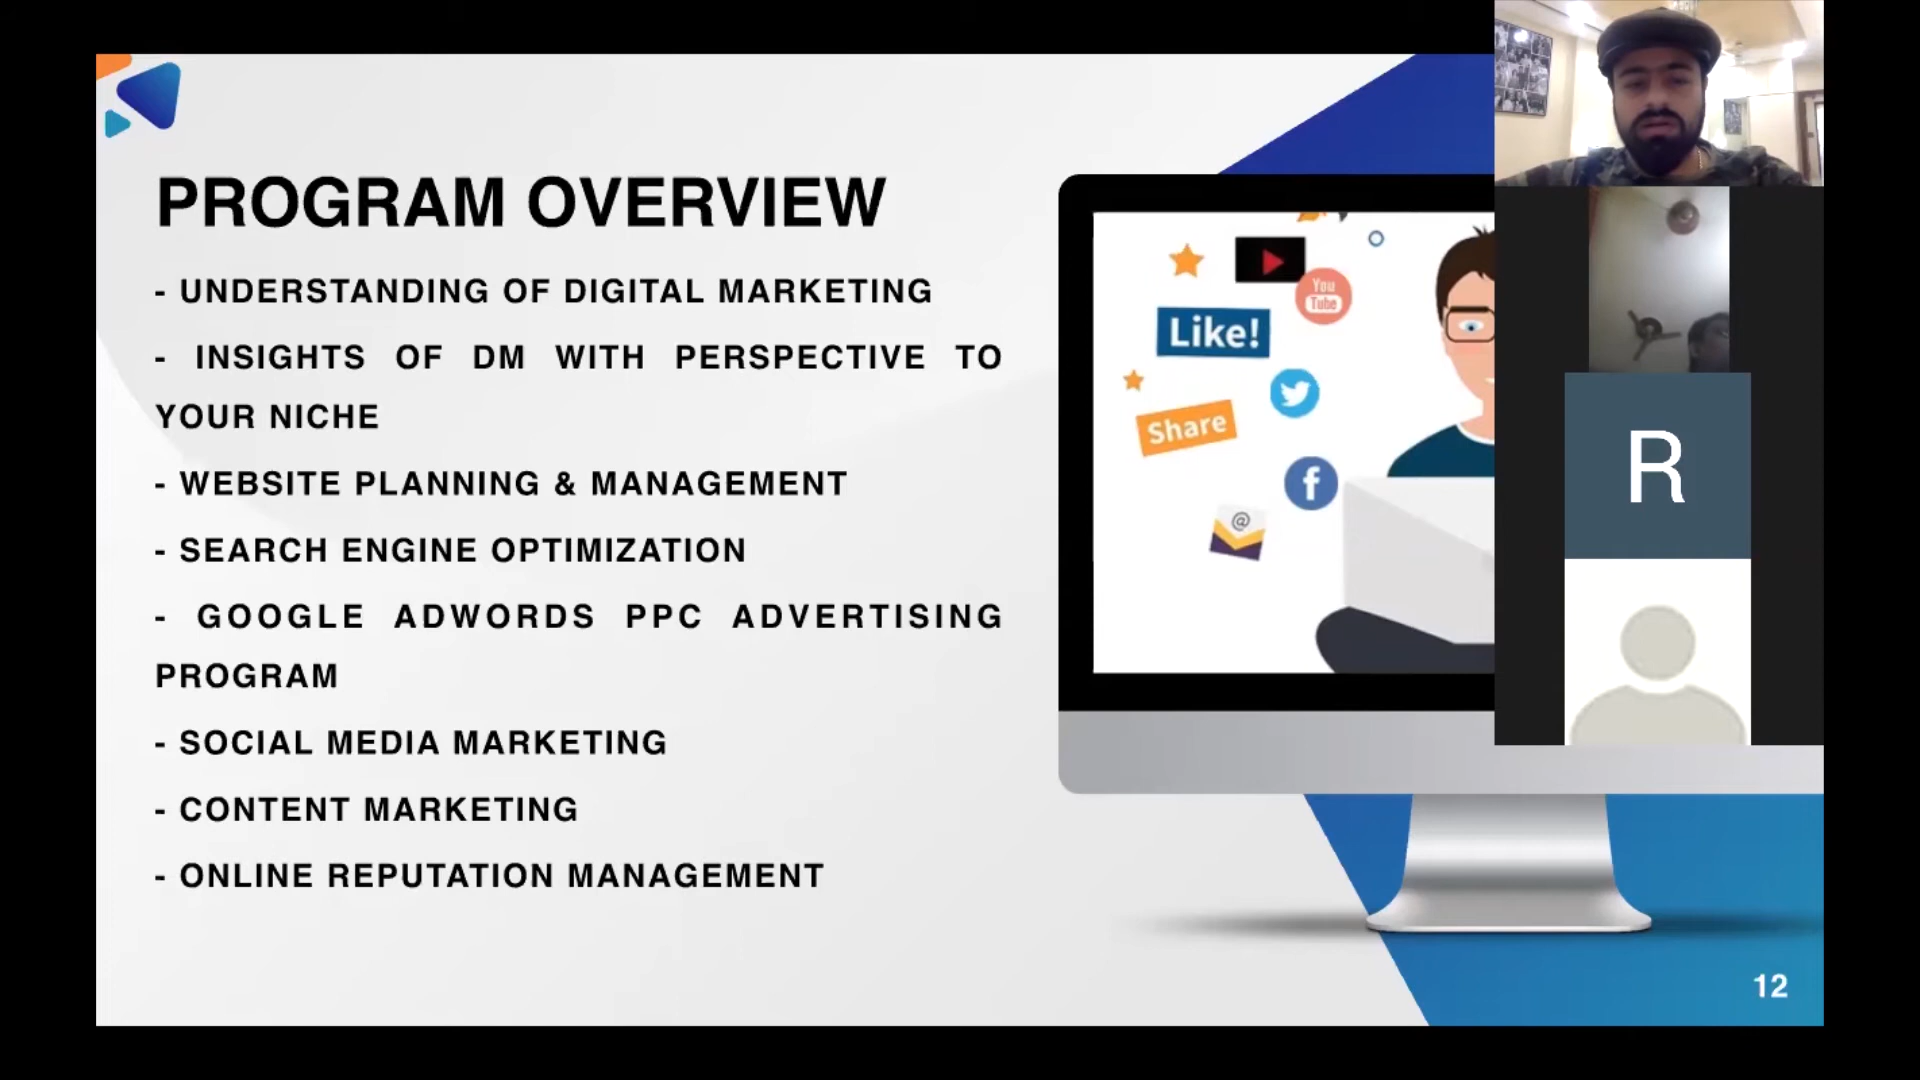 PROGRAM OVERVIEW
- UNDERSTANDING OF DIGITAL MARKETING
- INSIGHTS OF DM WITH PERSPECTIVE TO
YOUR NICHE
- WEBSITE PLANNING & MANAGEMENT
- SEARCH ENGINE OPTIMIZATION
- GOOGLE ADWORDS PPC ADVERTISING
PROGRAM
- SOCIAL MEDIA MARKETING
- CONTENT MARKETING
- ONLINE REPUTATION MANAGEMENT
You
Tube
Like!
Share
f
@
R
12